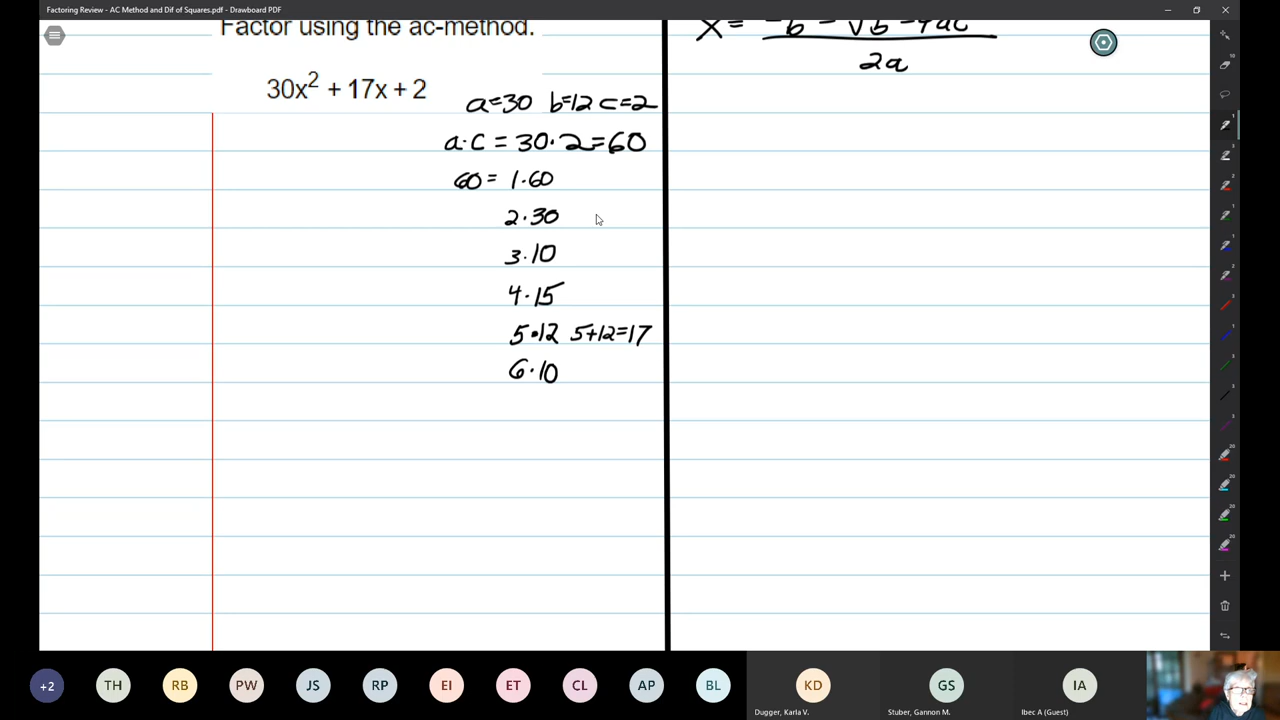 Factoring Review - AC Method and Dif of Squares.pdf - Drawboard PDF
Factor using the ac-method.
30x² + 17x + 2
a=30 b=12 c=2
a·c = 30·2=60
60 = 1·60
2·30
3·10
4·15
5·12 5+12=17
6·10
x = -b - √b -4ac
2a
+2 TH RB PW JS RP EI ET CL AP BL KD GS IA
Dugger, Karla V. Stuber, Gannon M. Ibec A (Guest)